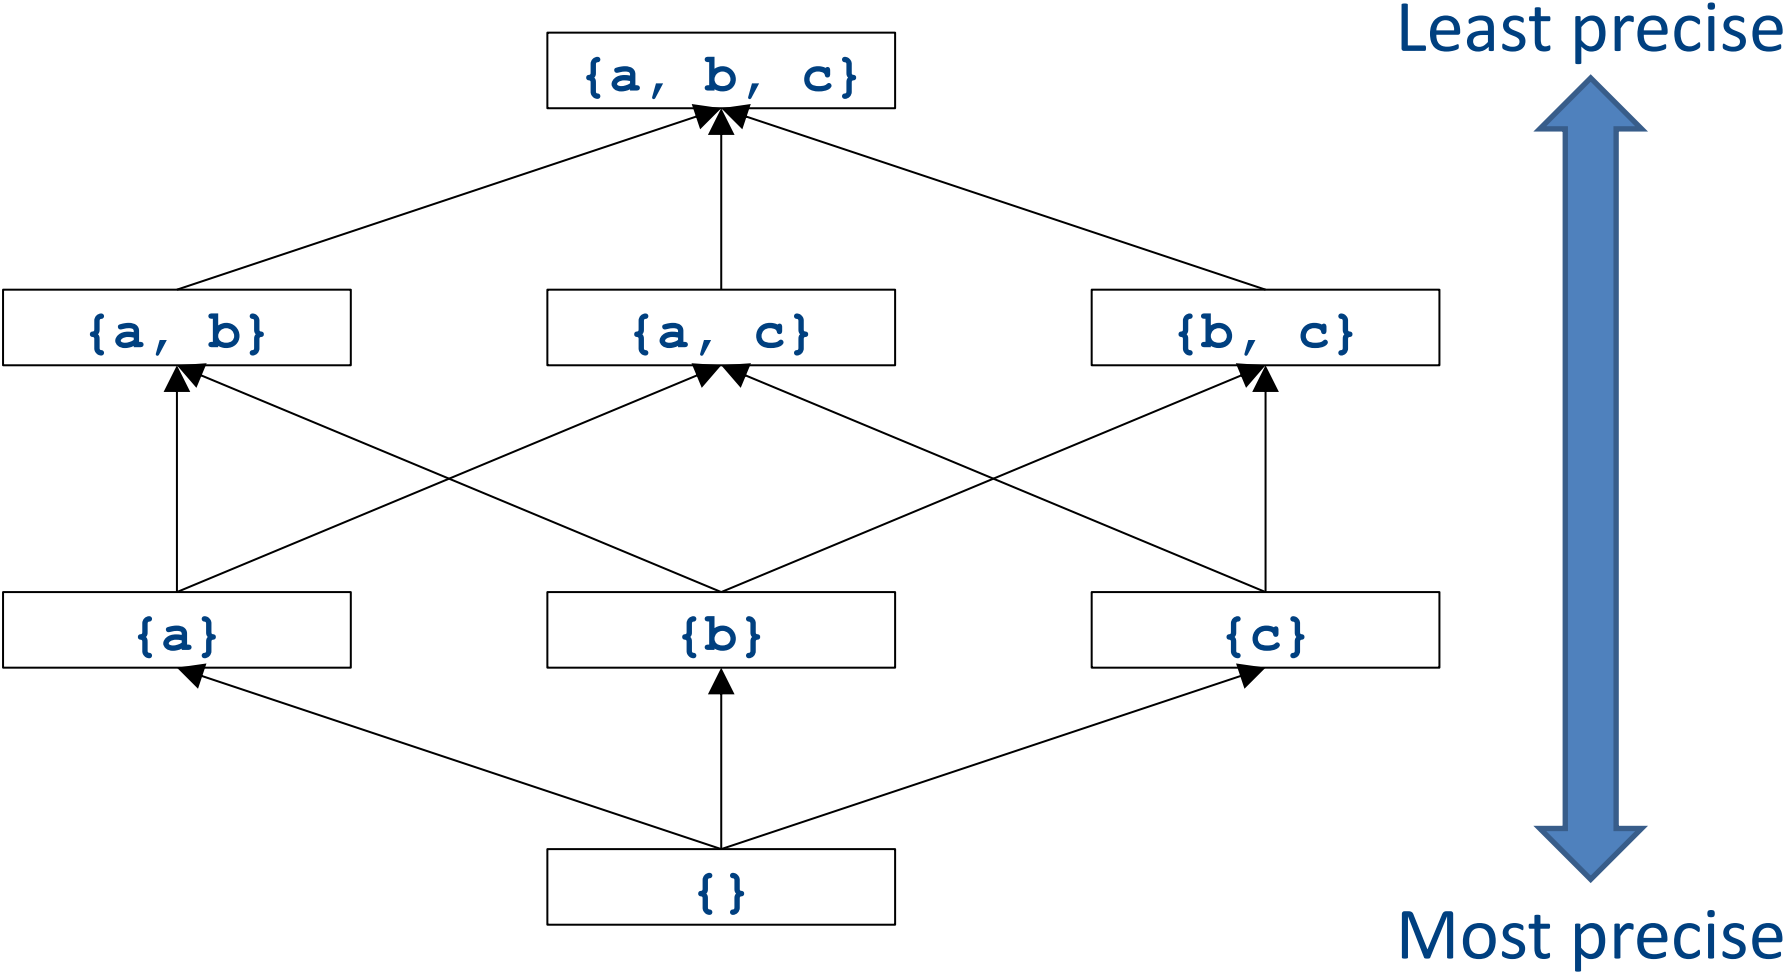 Least precise
{a, b, c}
{a, b}
{a, c}
{b, c}
{a}
{b}
{c}
{}
Most precise